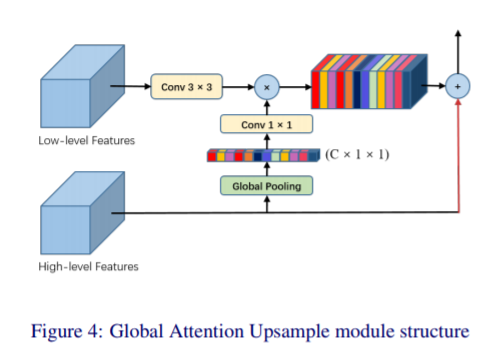 Conv 3 × 3
×
+
Low-level Features
Conv 1 × 1
(C × 1 × 1)
Global Pooling
High-level Features
Figure 4: Global Attention Upsample module structure